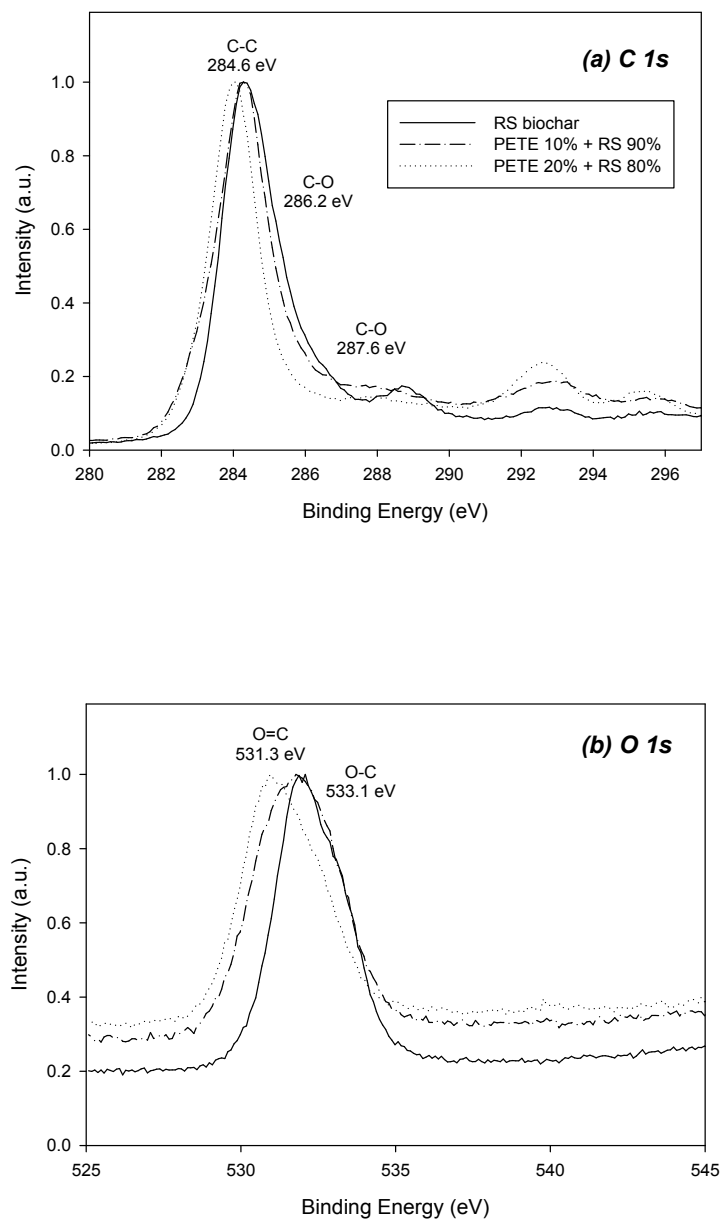 (a) C 1s
C-C
284.6 eV
C-O
286.2 eV
C-O
287.6 eV
RS biochar
PETE 10% + RS 90%
PETE 20% + RS 80%
Intensity (a.u.)
1.0
0.8
0.6
0.4
0.2
0.0
280 282 284 286 288 290 292 294 296
Binding Energy (eV)
(b) O 1s
O=C
531.3 eV
O-C
533.1 eV
Intensity (a.u.)
1.0
0.8
0.6
0.4
0.2
0.0
525 530 535 540 545
Binding Energy (eV)